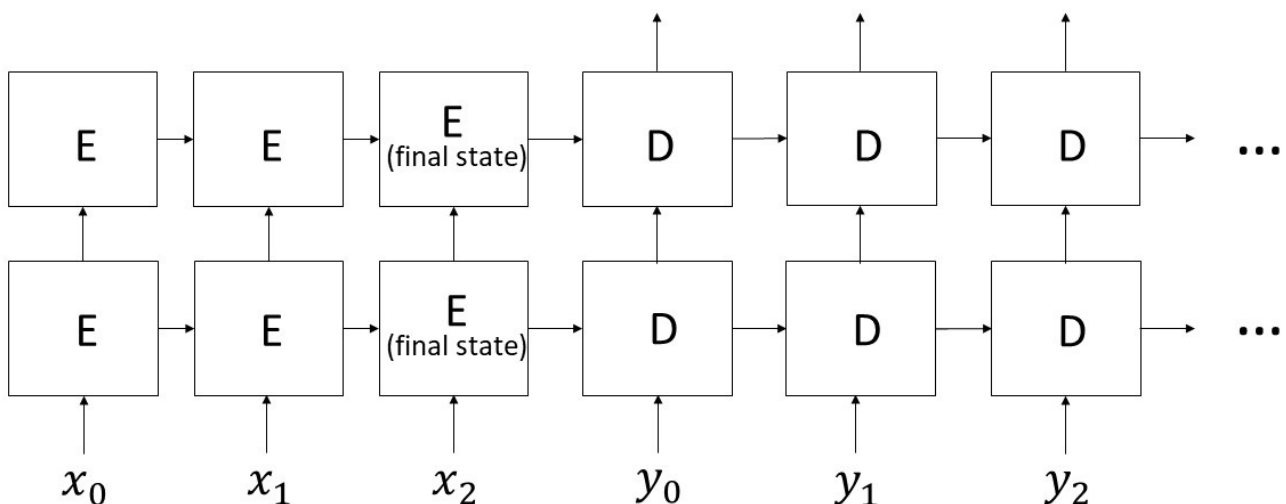 E E E D D D ...
(final state)
E E E D D D ...
(final state)
x₀ x₁ x₂ y₀ y₁ y₂